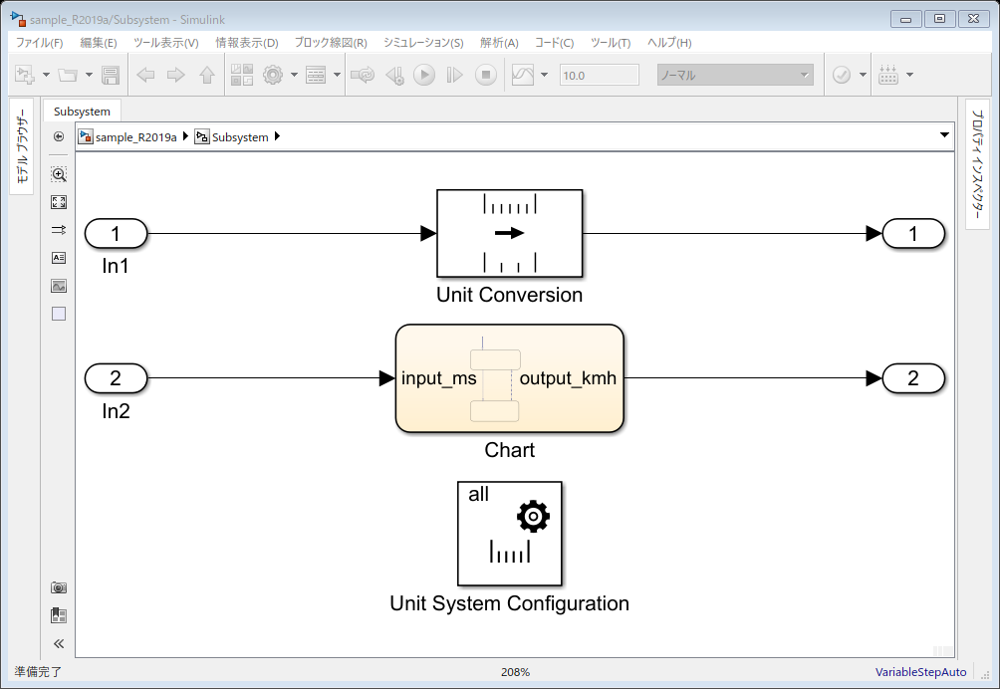 sample_R2019a/Subsystem - Simulink
ファイル(F) 編集(E) ツール表示(V) 情報表示(D) ブロック線図(R) シミュレーション(S) 解析(A) コード(C) ツール(T) ヘルプ(H)
10.0 ノーマル
モデル ブラウザー
Subsystem
プロパティ インスペクター
sample_R2019a Subsystem
1
In1
Unit Conversion
1
2
In2
input_ms output_kmh
Chart
2
all
Unit System Configuration
準備完了 208% VariableStepAuto